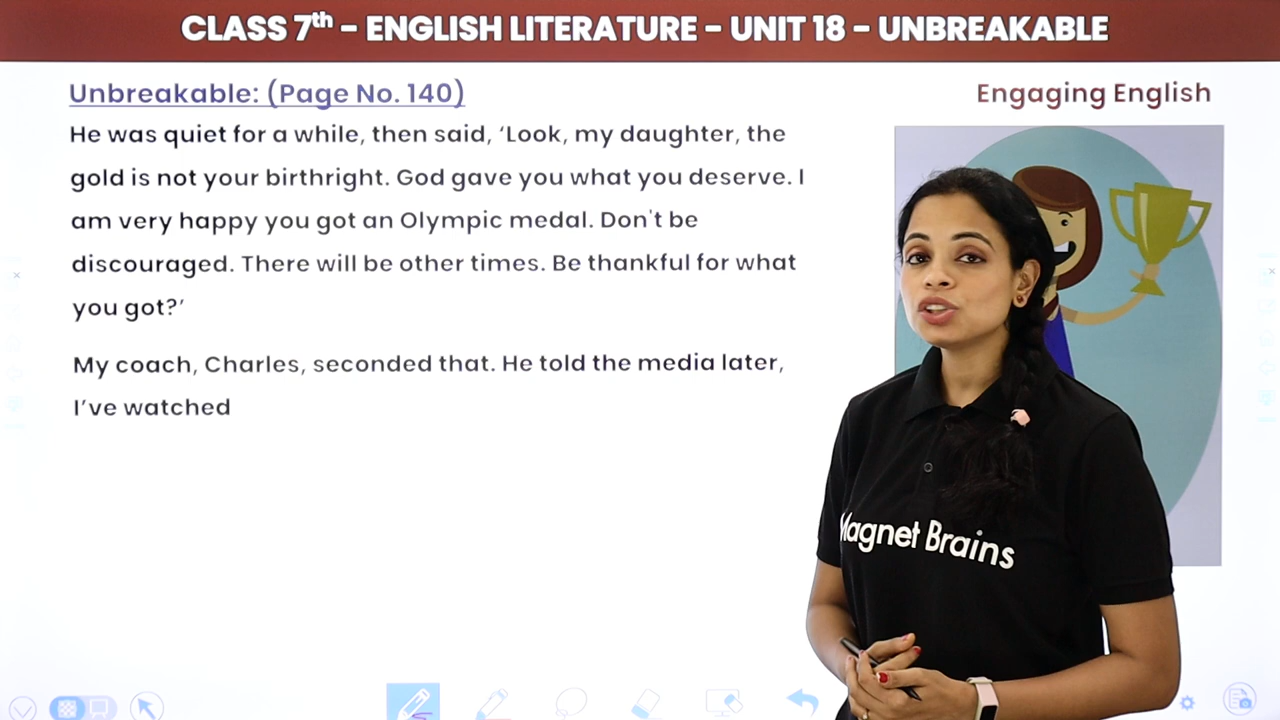 CLASS 7th – ENGLISH LITERATURE – UNIT 18 – UNBREAKABLE
Unbreakable: (Page No. 140)
Engaging English
He was quiet for a while, then said, ‘Look, my daughter, the
gold is not your birthright. God gave you what you deserve. I
am very happy you got an Olympic medal. Don't be
discouraged. There will be other times. Be thankful for what
you got?’
My coach, Charles, seconded that. He told the media later,
I’ve watched
Magnet Brains